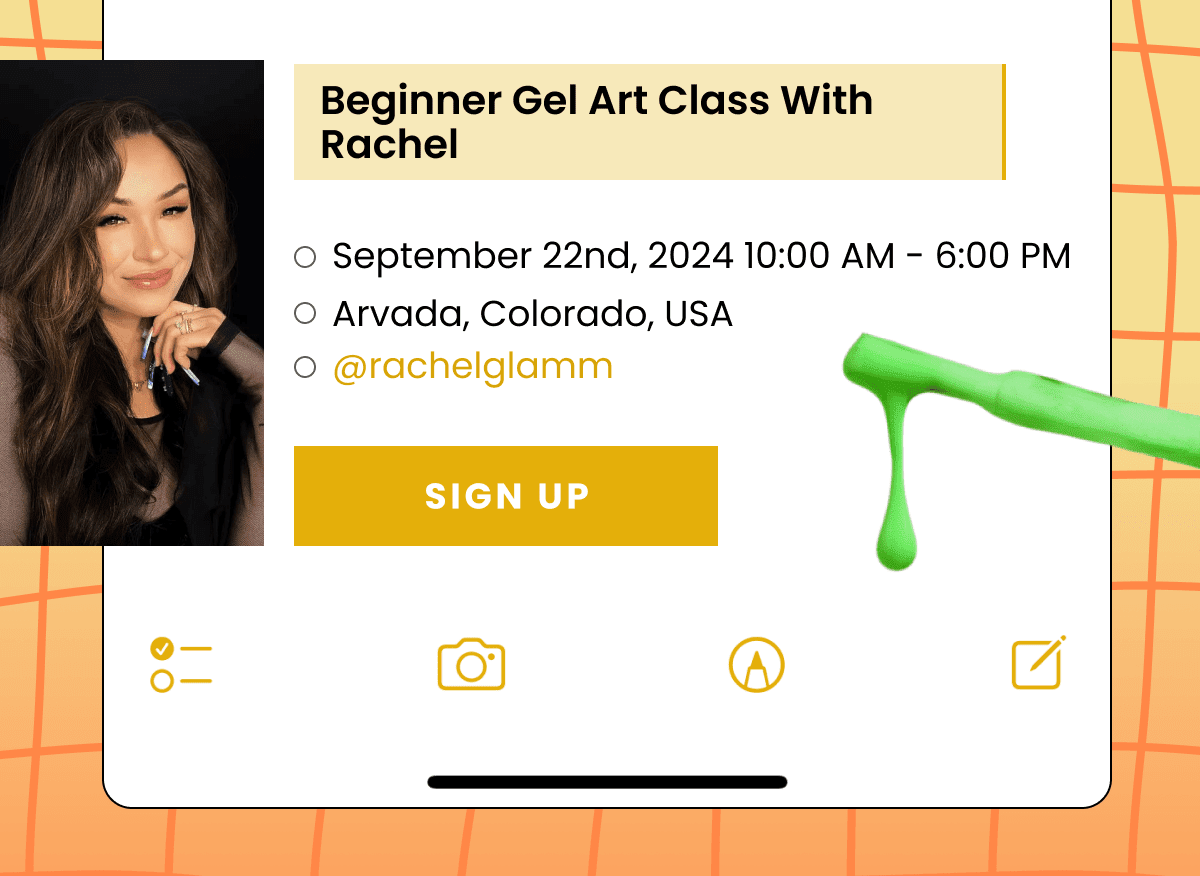 Beginner Gel Art Class With
Rachel
September 22nd, 2024 10:00 AM - 6:00 PM
Arvada, Colorado, USA
@rachelglamm
SIGN UP